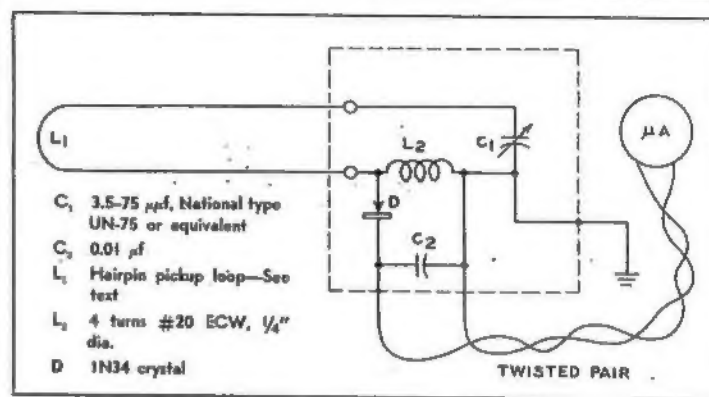 L1
L2
C1
μA
D
C2
C₁ 3.5-75 μμf, National type
UN-75 or equivalent
C₂ 0.01 μf
L₁ Hairpin pickup loop—See
text
L₂ 4 turns #20 ECW, 1/4"
dia.
D 1N34 crystal
TWISTED PAIR